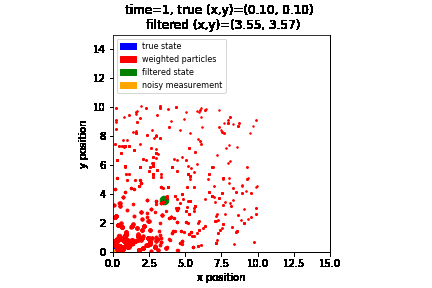 time=1, true (x,y)=(0.10, 0.10)
filtered (x,y)=(3.55, 3.57)
true state
weighted particles
filtered state
noisy measurement
y position
14
12
10
8
6
4
2
0
0.0 2.5 5.0 7.5 10.0 12.5 15.0
x position